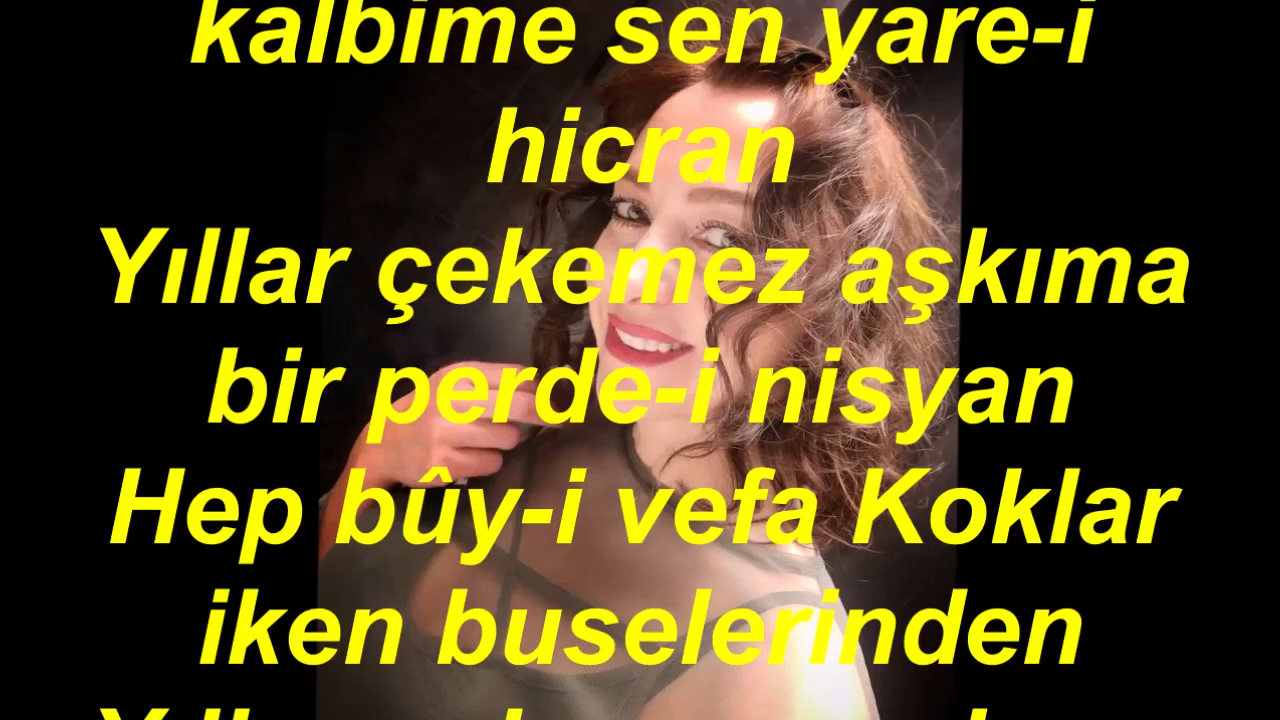 kalbime sen yare-i
hicran
Yıllar çekemez aşkıma
bir perde-i nisyan
Hep bûy-i vefa Koklar
iken buselerinden